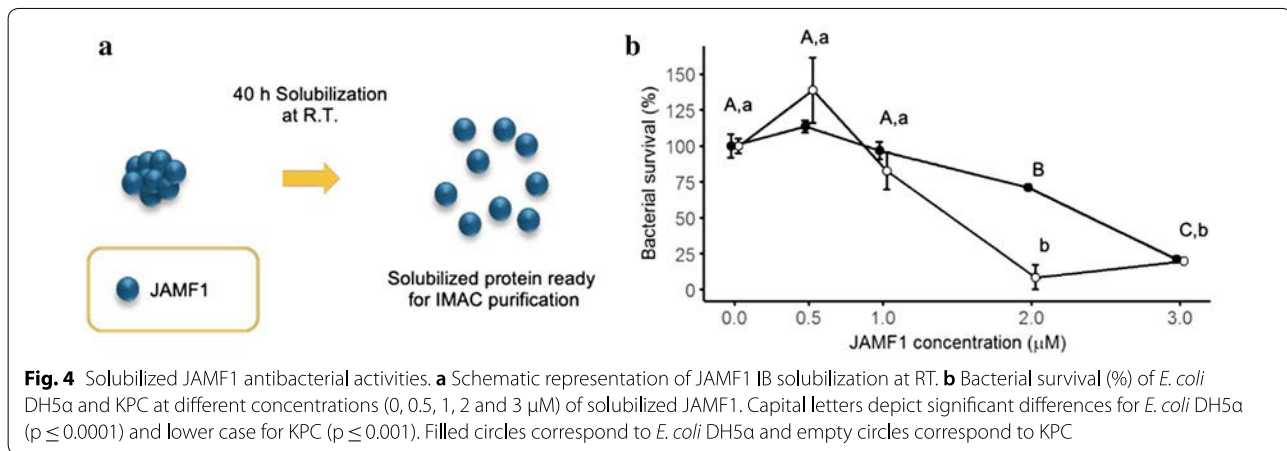 a
40 h Solubilization
at R.T.
JAMF1
Solubilized protein ready
for IMAC purification
b
Bacterial survival (%)
150
125
100
75
50
25
0
A,a
A,a
A,a
B
b
C,b
0.0 0.5 1.0 2.0 3.0
JAMF1 concentration (μM)
Fig. 4 Solubilized JAMF1 antibacterial activities. a Schematic representation of JAMF1 IB solubilization at RT. b Bacterial survival (%) of E. coli
DH5α and KPC at different concentrations (0, 0.5, 1, 2 and 3 μM) of solubilized JAMF1. Capital letters depict significant differences for E. coli DH5α
(p ≤ 0.0001) and lower case for KPC (p ≤ 0.001). Filled circles correspond to E. coli DH5α and empty circles correspond to KPC